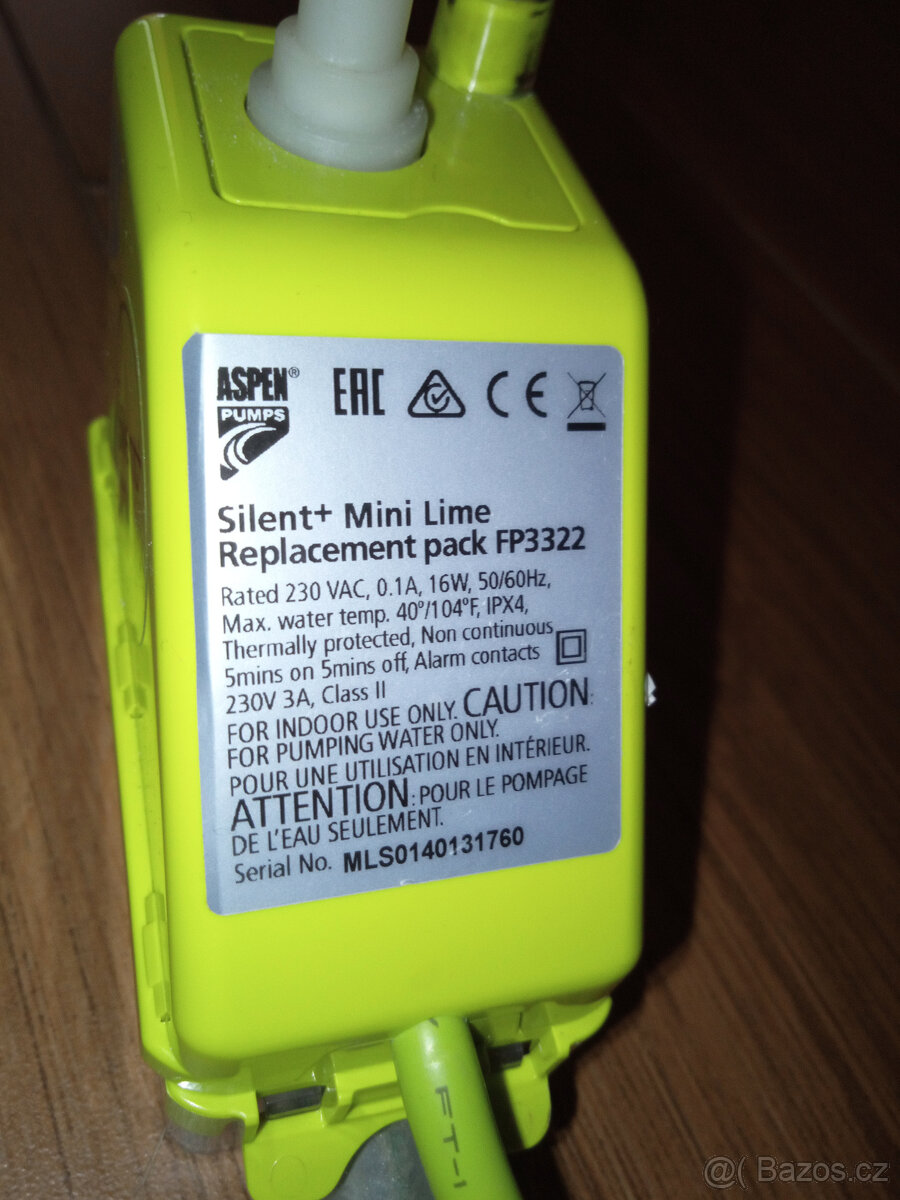 ASPEN®
PUMPS
EAC
CE
Silent+ Mini Lime
Replacement pack FP3322
Rated 230 VAC, 0.1A, 16W, 50/60Hz,
Max. water temp. 40º/104ºF, IPX4,
Thermally protected, Non continuous
5mins on 5mins off, Alarm contacts
230V 3A, Class II
FOR INDOOR USE ONLY. CAUTION:
FOR PUMPING WATER ONLY.
POUR UNE UTILISATION EN INTÉRIEUR.
ATTENTION: POUR LE POMPAGE
DE L'EAU SEULEMENT.
Serial No. MLS0140131760
FT-1
@( Bazos.cz